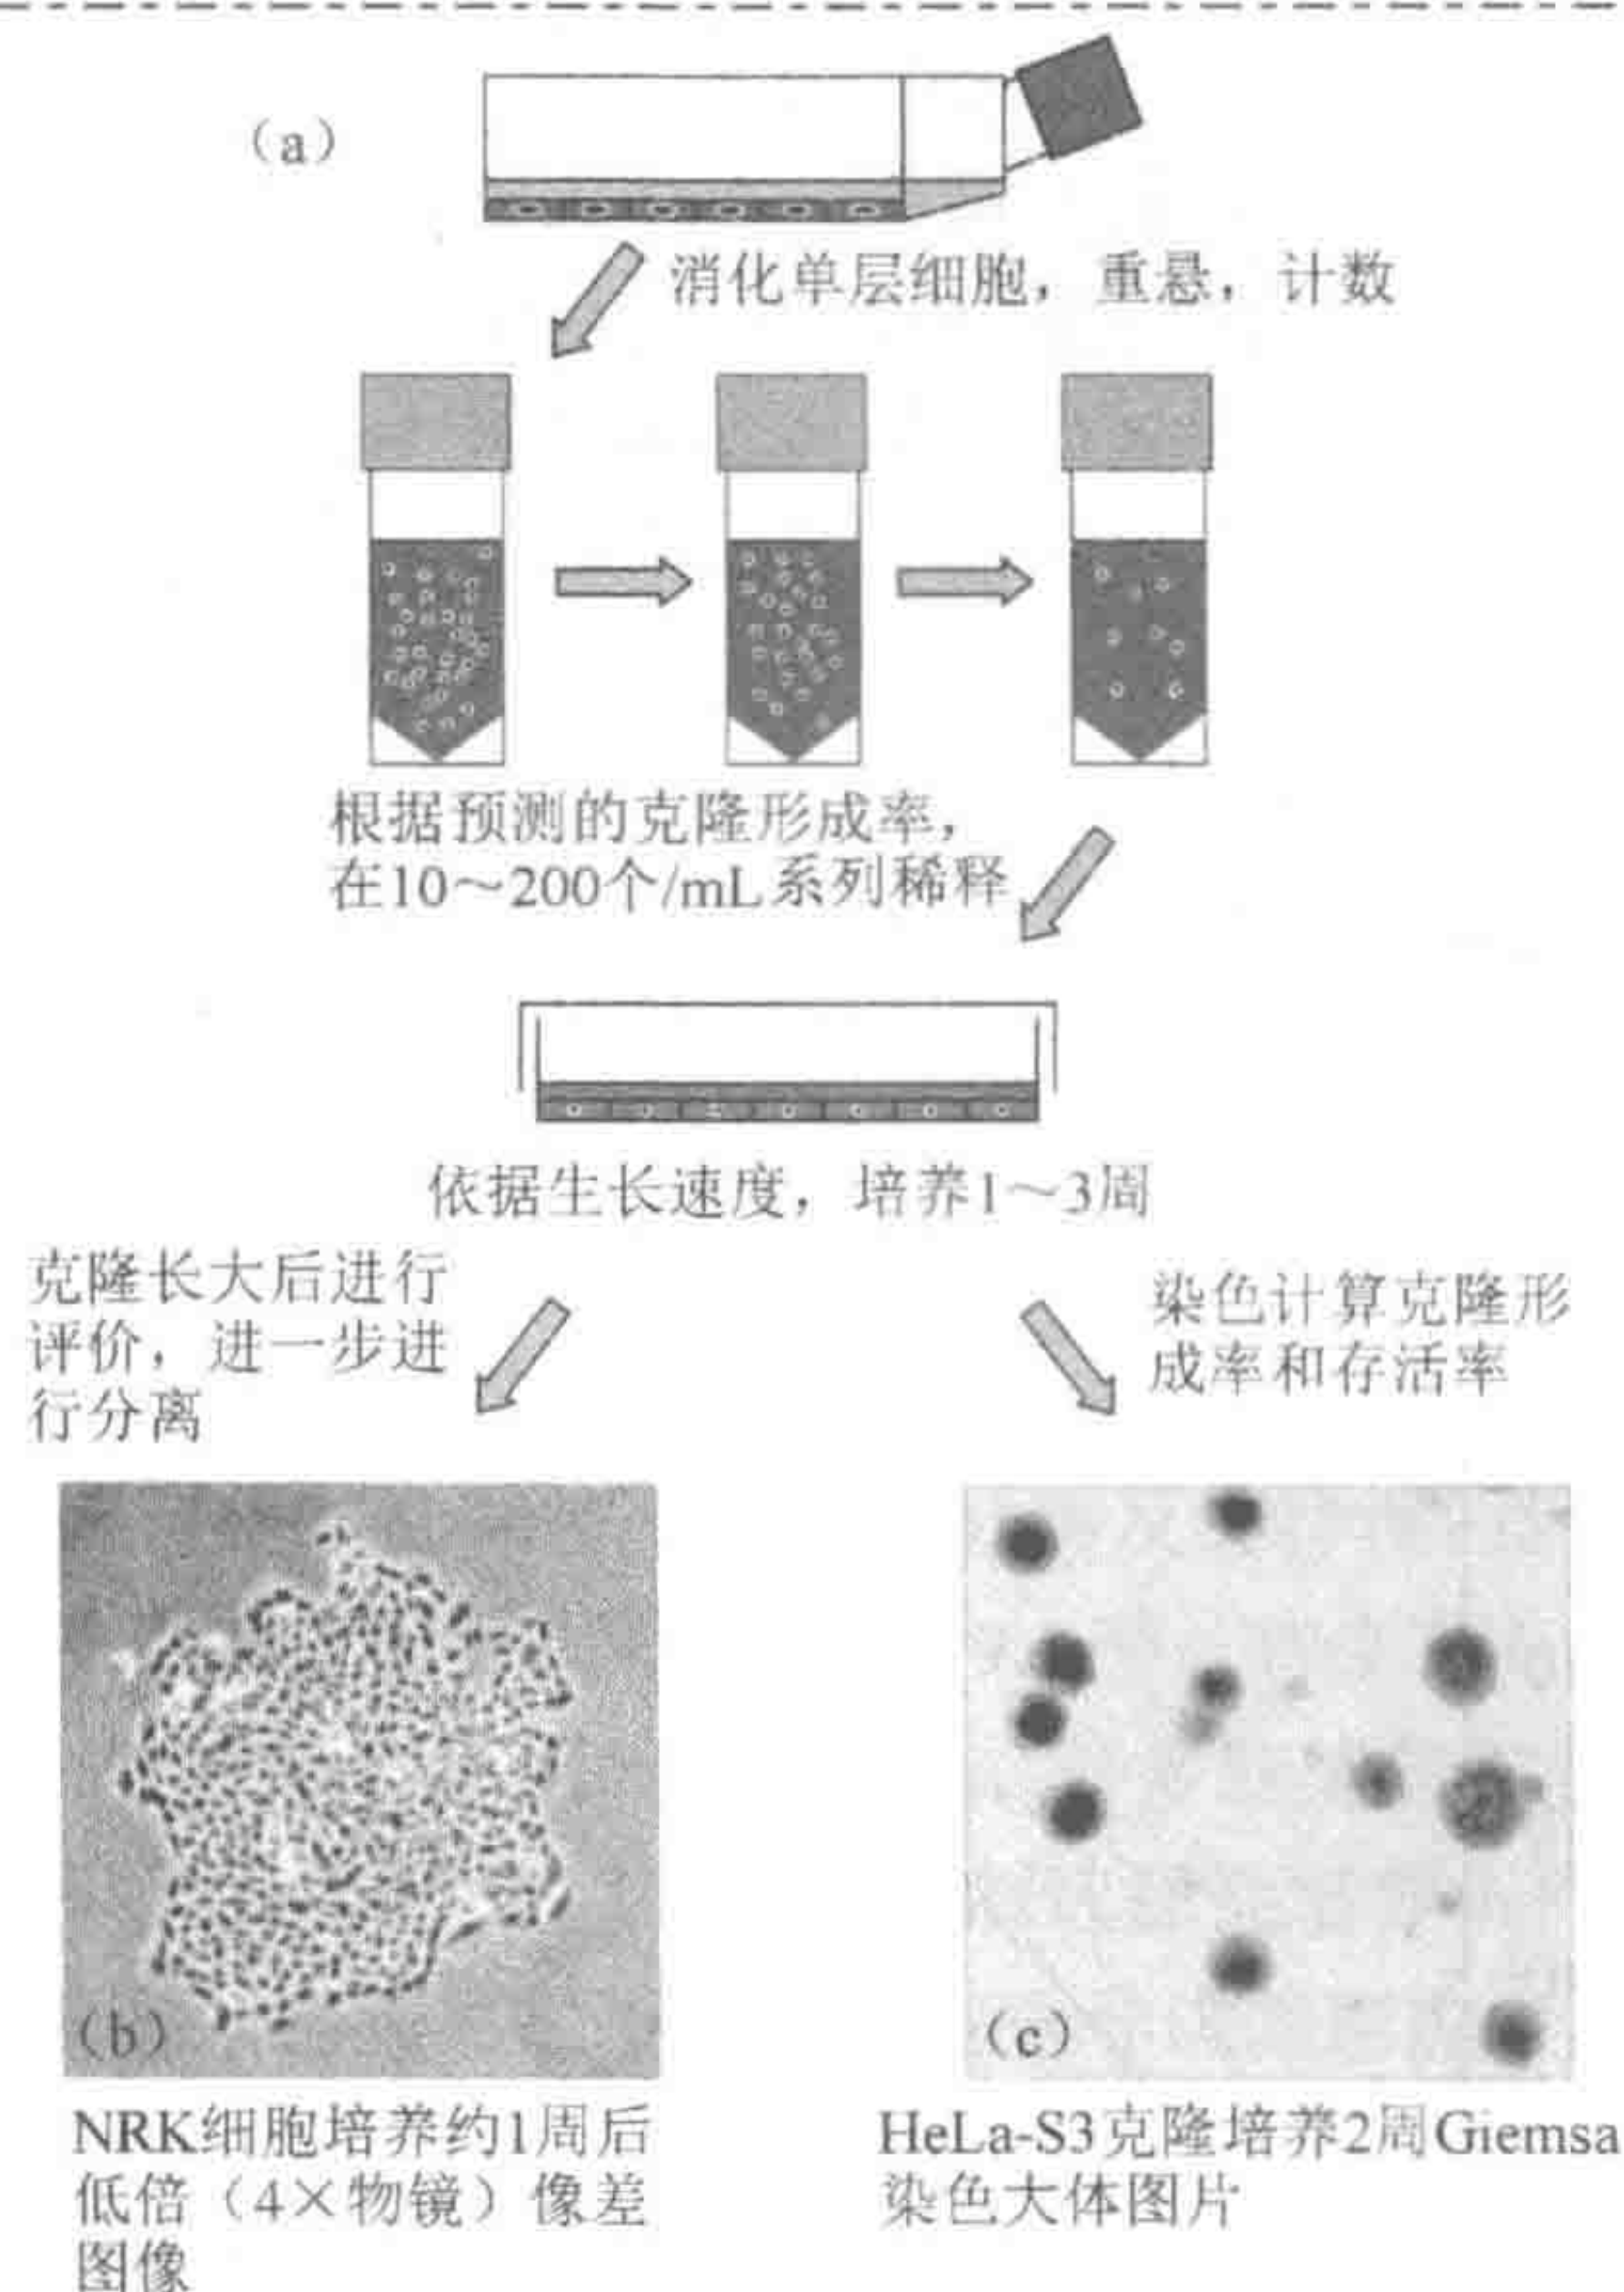 (a)
消化单层细胞，重悬，计数
根据预测的克隆形成率，
在10～200个/mL系列稀释
依据生长速度，培养1～3周
克隆长大后进行
评价，进一步进
行分离
染色计算克隆形
成率和存活率
(b)
(c)
NRK细胞培养约1周后
低倍（4×物镜）像差
图像
HeLa-S3克隆培养2周Giemsa
染色大体图片